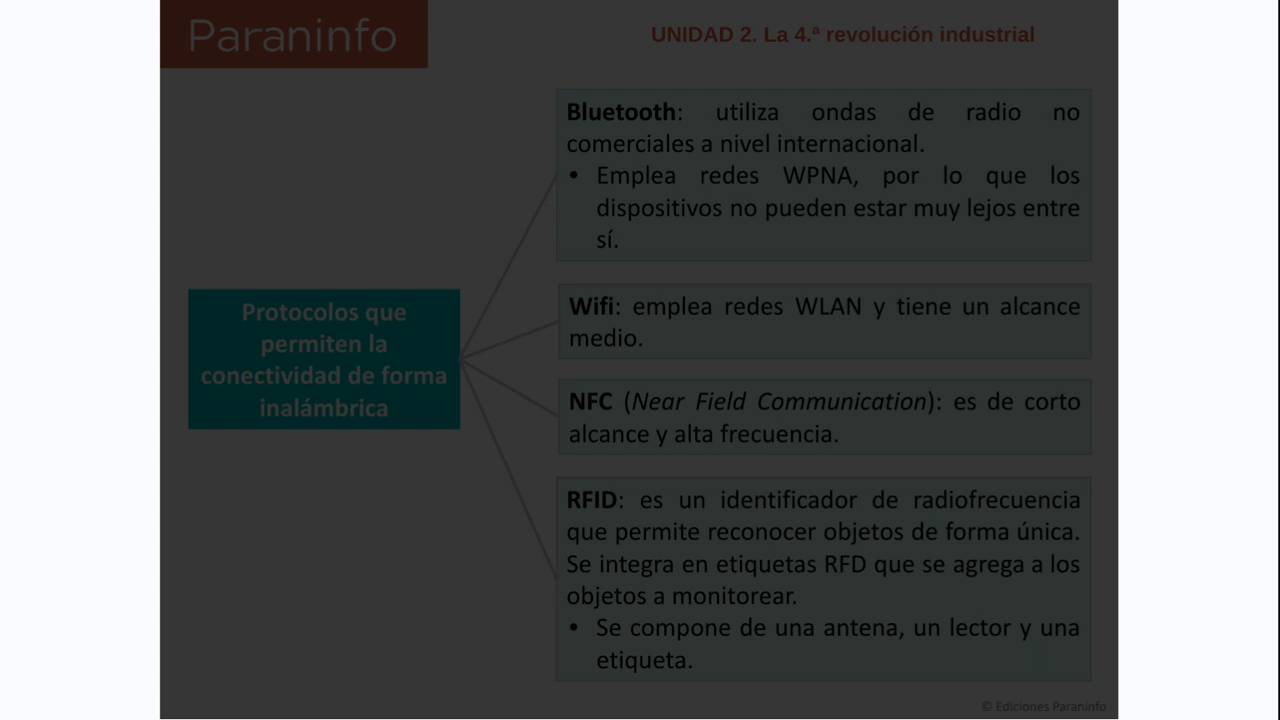 Paraninfo
UNIDAD 2. La 4.ª revolución industrial
Bluetooth: utiliza ondas de radio no
comerciales a nivel internacional.
• Emplea redes WPNA, por lo que los
dispositivos no pueden estar muy lejos entre
sí.
Protocolos que
permiten la
conectividad de forma
inalámbrica
Wifi: emplea redes WLAN y tiene un alcance
medio.
NFC (Near Field Communication): es de corto
alcance y alta frecuencia.
RFID: es un identificador de radiofrecuencia
que permite reconocer objetos de forma única.
Se integra en etiquetas RFD que se agrega a los
objetos a monitorear.
• Se compone de una antena, un lector y una
etiqueta.
© Ediciones Paraninfo